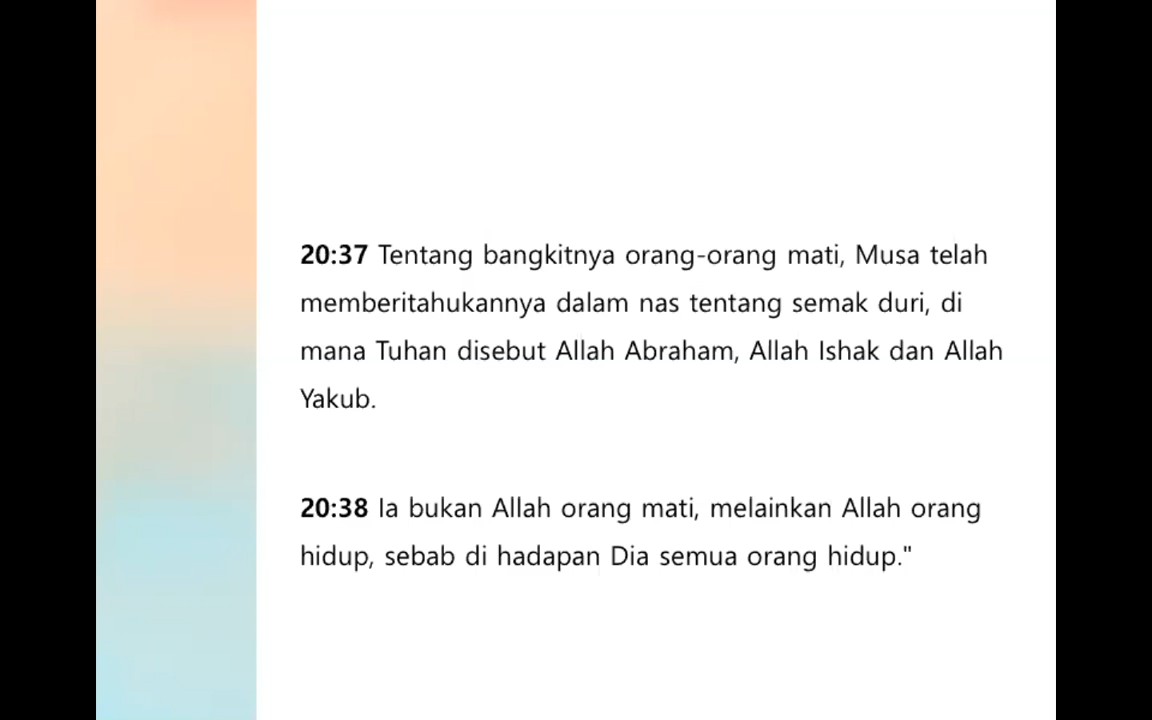 20:37 Tentang bangkitnya orang-orang mati, Musa telah
memberitahukannya dalam nas tentang semak duri, di
mana Tuhan disebut Allah Abraham, Allah Ishak dan Allah
Yakub.
20:38 Ia bukan Allah orang mati, melainkan Allah orang
hidup, sebab di hadapan Dia semua orang hidup."